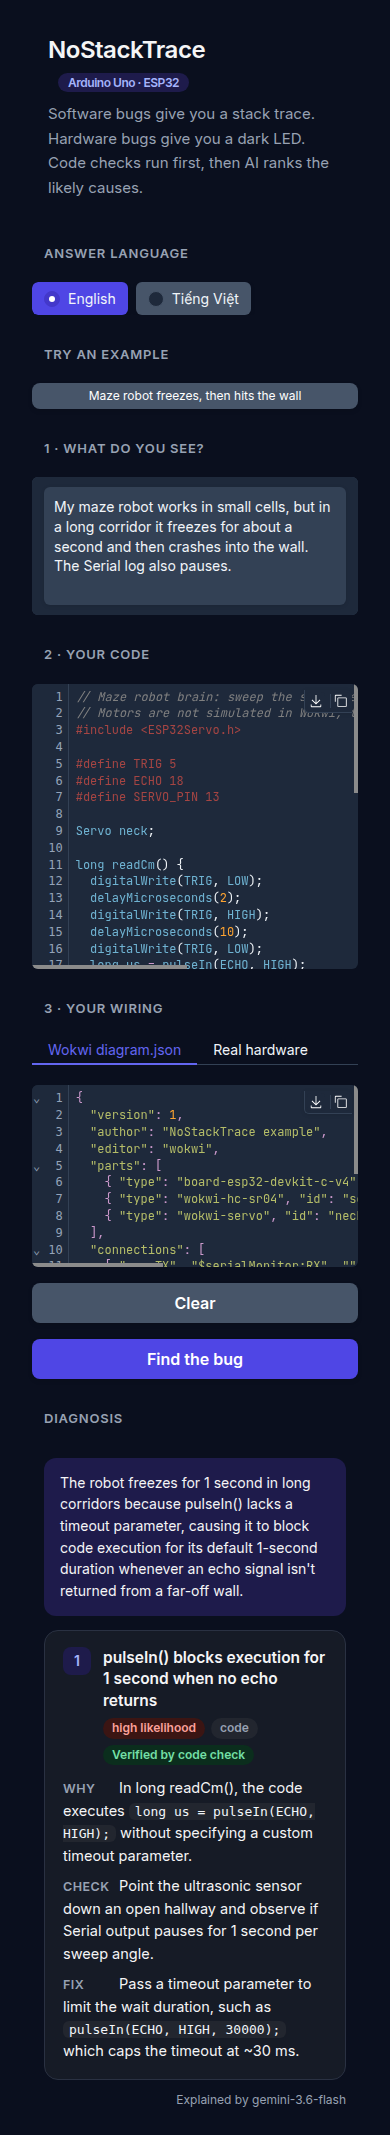 NoStackTrace
Arduino Uno · ESP32
Software bugs give you a stack trace.
Hardware bugs give you a dark LED.
Code checks run first, then AI ranks the
likely causes.
ANSWER LANGUAGE
English
Tiếng Việt
TRY AN EXAMPLE
Maze robot freezes, then hits the wall
1 · WHAT DO YOU SEE?
My maze robot works in small cells, but in
a long corridor it freezes for about a
second and then crashes into the wall.
The Serial log also pauses.
2 · YOUR CODE
1 // Maze robot brain: sweep the
2 // Motors are not simulated in Wokwi,
3 #include <ESP32Servo.h>
4
5 #define TRIG 5
6 #define ECHO 18
7 #define SERVO_PIN 13
8
9 Servo neck;
10
11 long readCm() {
12 digitalWrite(TRIG, LOW);
13 delayMicroseconds(2);
14 digitalWrite(TRIG, HIGH);
15 delayMicroseconds(10);
16 digitalWrite(TRIG, LOW);
17 long us = pulseIn(ECHO, HIGH);
3 · YOUR WIRING
Wokwi diagram.json
Real hardware
1 {
2 "version": 1,
3 "author": "NoStackTrace example",
4 "editor": "wokwi",
5 "parts": [
6 { "type": "board-esp32-devkit-c-v4"
7 { "type": "wokwi-hc-sr04", "id": "s
8 { "type": "wokwi-servo", "id": "nec
9 ],
10 "connections": [
11 "$serialMonitor:RX", ""
Clear
Find the bug
DIAGNOSIS
The robot freezes for 1 second in long
corridors because pulseIn() lacks a
timeout parameter, causing it to block
code execution for its default 1-second
duration whenever an echo signal isn't
returned from a far-off wall.
1
pulseIn() blocks execution for
1 second when no echo
returns
high likelihood
code
Verified by code check
WHY In long readCm(), the code
executes long us = pulseIn(ECHO,
HIGH); without specifying a custom
timeout parameter.
CHECK Point the ultrasonic sensor
down an open hallway and observe if
Serial output pauses for 1 second per
sweep angle.
FIX Pass a timeout parameter to
limit the wait duration, such as
pulseIn(ECHO, HIGH, 30000);
which caps the timeout at ~30 ms.
Explained by gemini-3.6-flash